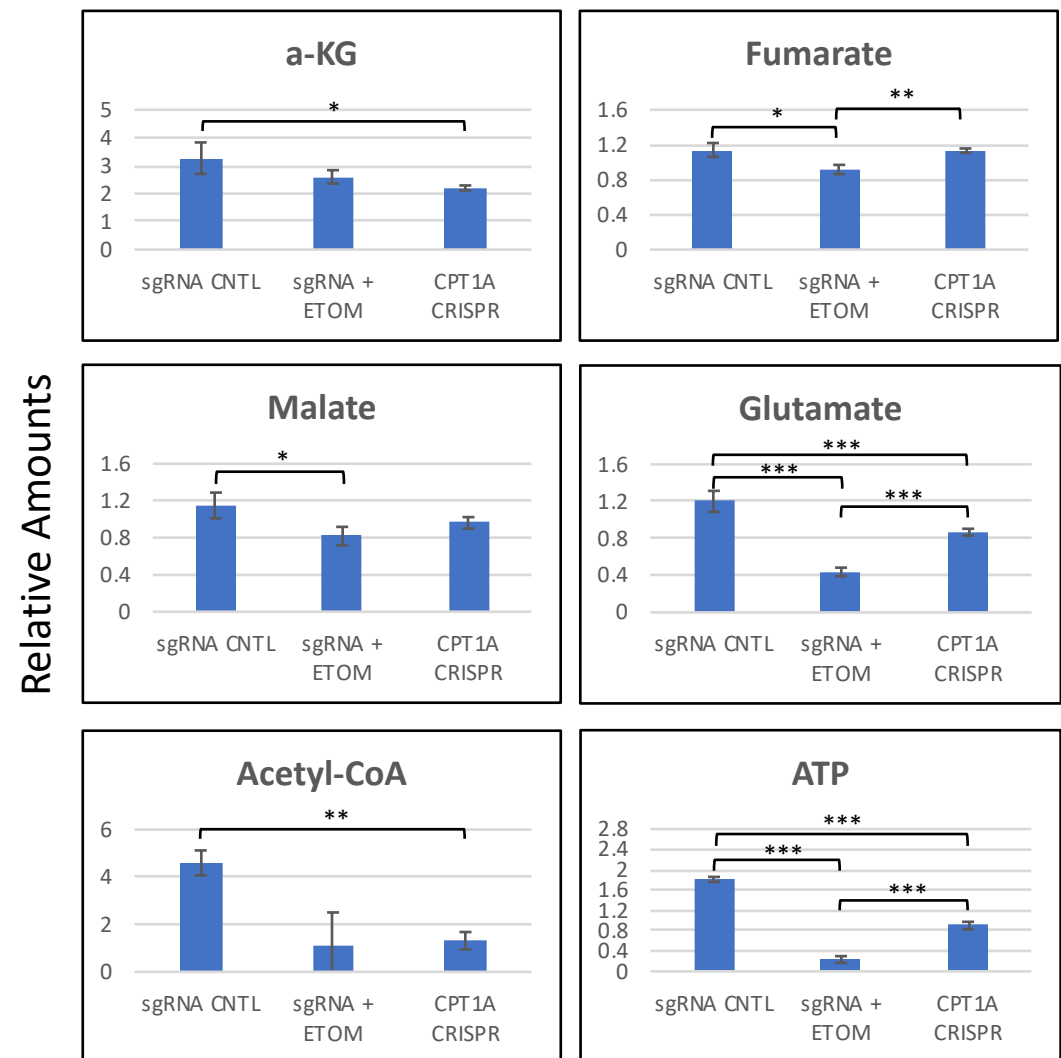 Relative Amounts
a-KG
*
5
4
3
2
1
0
sgRNA CNTL
sgRNA +
ETOM
CPT1A
CRISPR
Fumarate
*
**
1.6
1.2
0.8
0.4
0
sgRNA CNTL
sgRNA +
ETOM
CPT1A
CRISPR
Malate
*
1.6
1.2
0.8
0.4
0
sgRNA CNTL
sgRNA +
ETOM
CPT1A
CRISPR
Glutamate
***
***
***
1.6
1.2
0.8
0.4
0
sgRNA CNTL
sgRNA +
ETOM
CPT1A
CRISPR
Acetyl-CoA
**
6
4
2
0
sgRNA CNTL
sgRNA +
ETOM
CPT1A
CRISPR
ATP
***
***
***
2.8
2.4
2
1.6
1.2
0.8
0.4
0
sgRNA CNTL
sgRNA +
ETOM
CPT1A
CRISPR